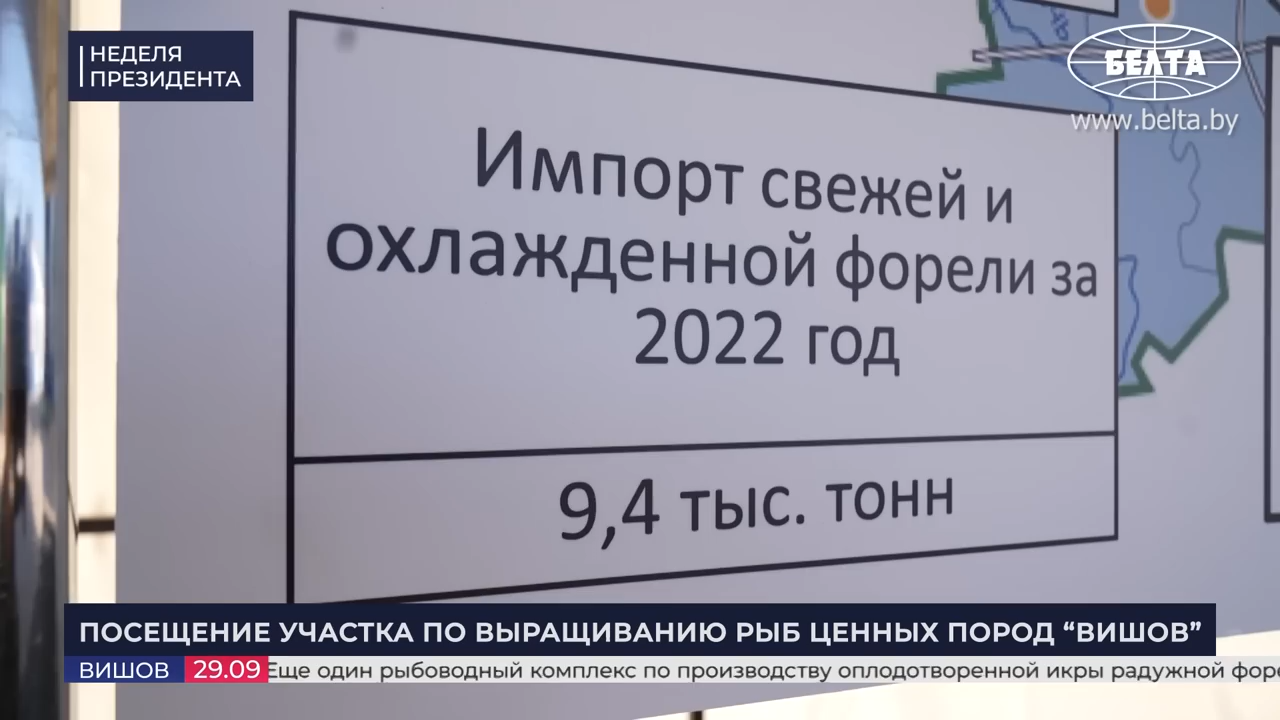 НЕДЕЛЯ
ПРЕЗИДЕНТА
БЕЛТА
www.belta.by
Импорт свежей и
охлажденной форели за
2022 год
9,4 тыс. тонн
ПОСЕЩЕНИЕ УЧАСТКА ПО ВЫРАЩИВАНИЮ РЫБ ЦЕННЫХ ПОРОД “ВИШОВ”
ВИШОВ 29.09 Еще один рыбоводный комплекс по производству оплодотворенной икры радужной форе